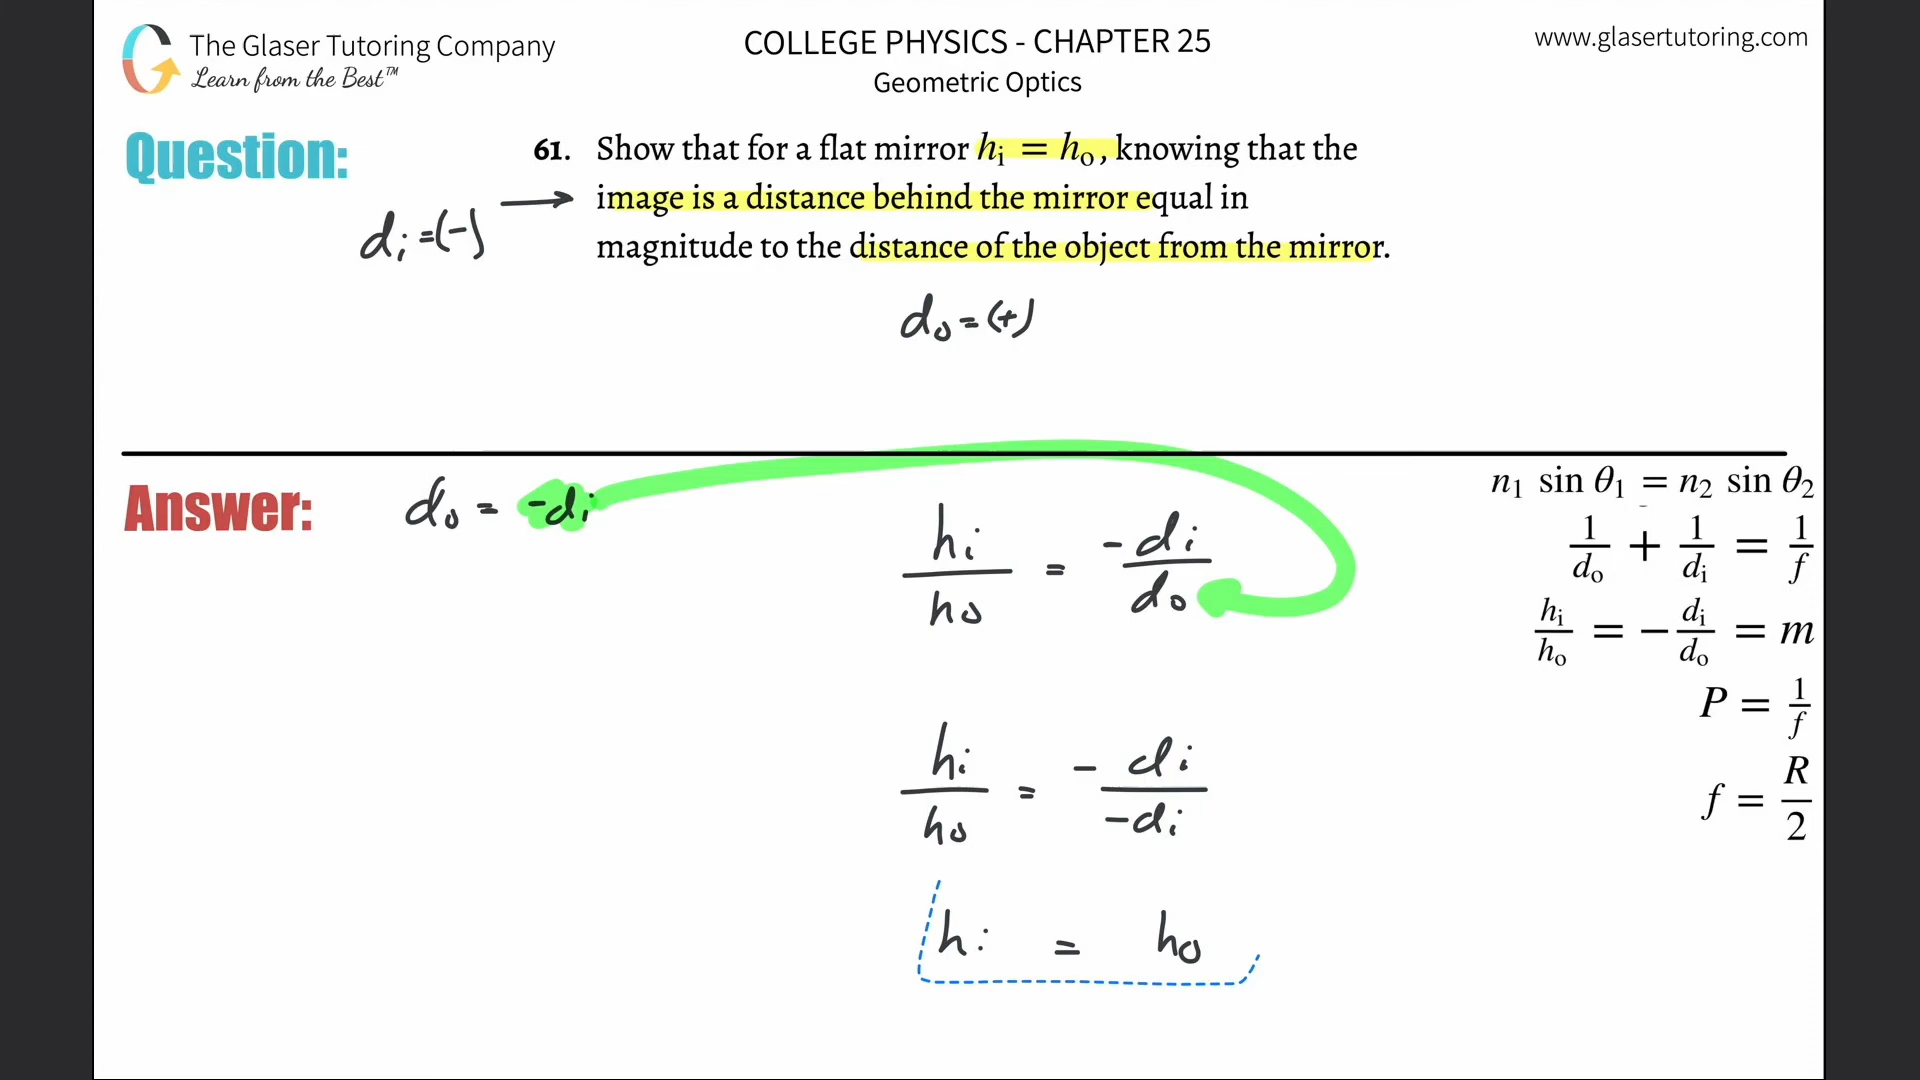 The Glaser Tutoring Company
Learn from the Best™
COLLEGE PHYSICS - CHAPTER 25
Geometric Optics
www.glasertutoring.com
Question:
61. Show that for a flat mirror hᵢ = hₒ, knowing that the
image is a distance behind the mirror equal in
magnitude to the distance of the object from the mirror.
dᵢ = (-)
dₒ = (+)
Answer:
dₒ = -dᵢ
hᵢ/hₒ = -dᵢ/dₒ
hᵢ/hₒ = - dᵢ/-dᵢ
hᵢ = hₒ
n₁ sin θ₁ = n₂ sin θ₂
1/dₒ + 1/dᵢ = 1/f
hᵢ/hₒ = -dᵢ/dₒ = m
P = 1/f
f = R/2